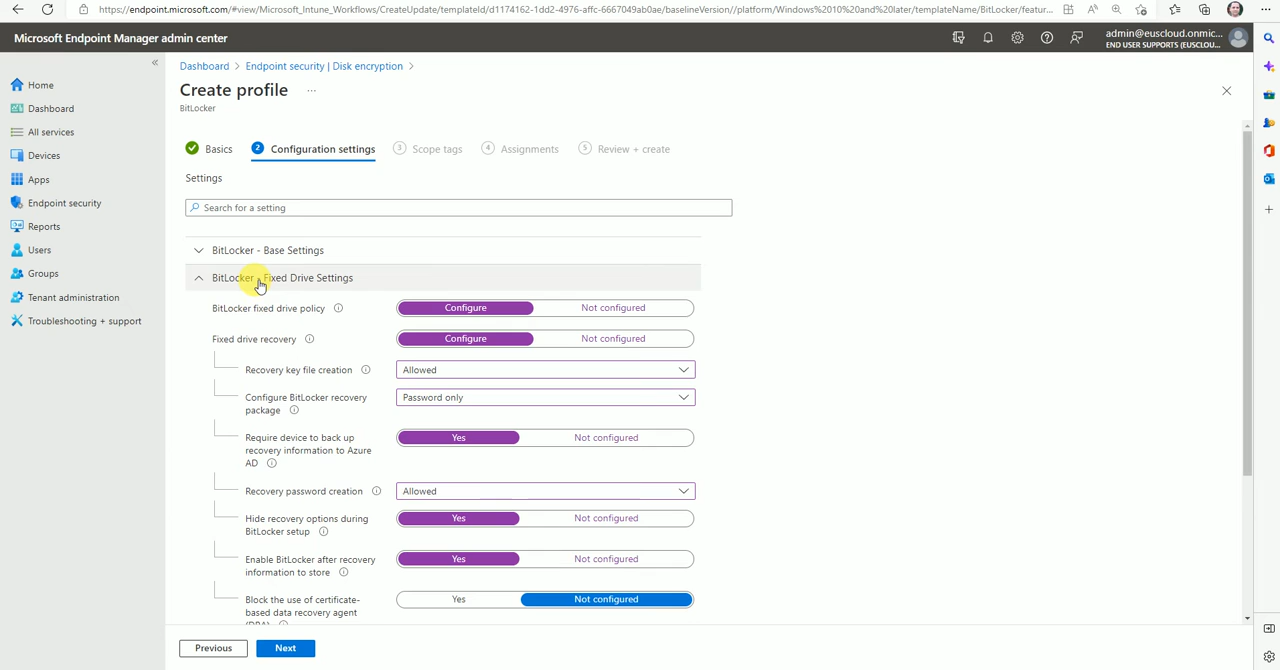 https://endpoint.microsoft.com/#view/Microsoft_Intune_Workflows/CreateUpdate/templateId/d1174162-1dd2-4976-affc-6667049ab0ae/baselineVersion//platform/Windows%2010%20and%20later/templateName/BitLocker/featur...
Microsoft Endpoint Manager admin center
admin@euscloud.onmic...
END USER SUPPORTS (EUSCLOUD....
Dashboard > Endpoint security | Disk encryption >
Home
Dashboard
All services
Devices
Apps
Endpoint security
Reports
Users
Groups
Tenant administration
Troubleshooting + support
Create profile ...
BitLocker
Basics
2 Configuration settings
3 Scope tags
4 Assignments
5 Review + create
Settings
Search for a setting
BitLocker - Base Settings
BitLocker - Fixed Drive Settings
BitLocker fixed drive policy Configure Not configured
Fixed drive recovery Configure Not configured
Recovery key file creation Allowed
Configure BitLocker recovery Password only
package
Require device to back up Yes Not configured
recovery information to Azure
AD
Recovery password creation Allowed
Hide recovery options during Yes Not configured
BitLocker setup
Enable BitLocker after recovery Yes Not configured
information to store
Block the use of certificate- Yes Not configured
based data recovery agent
(DRA)
Previous Next